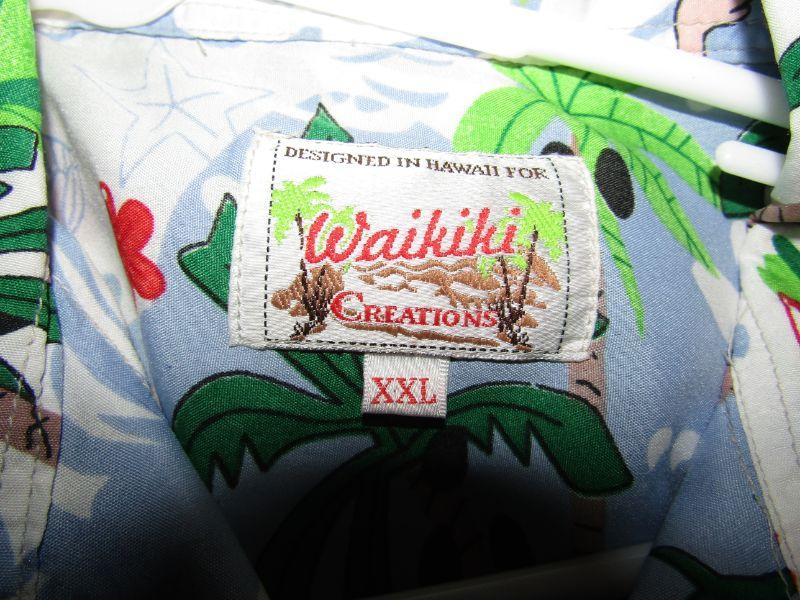 DESIGNED IN HAWAII FOR
Waikiki
CREATIONS
XXL